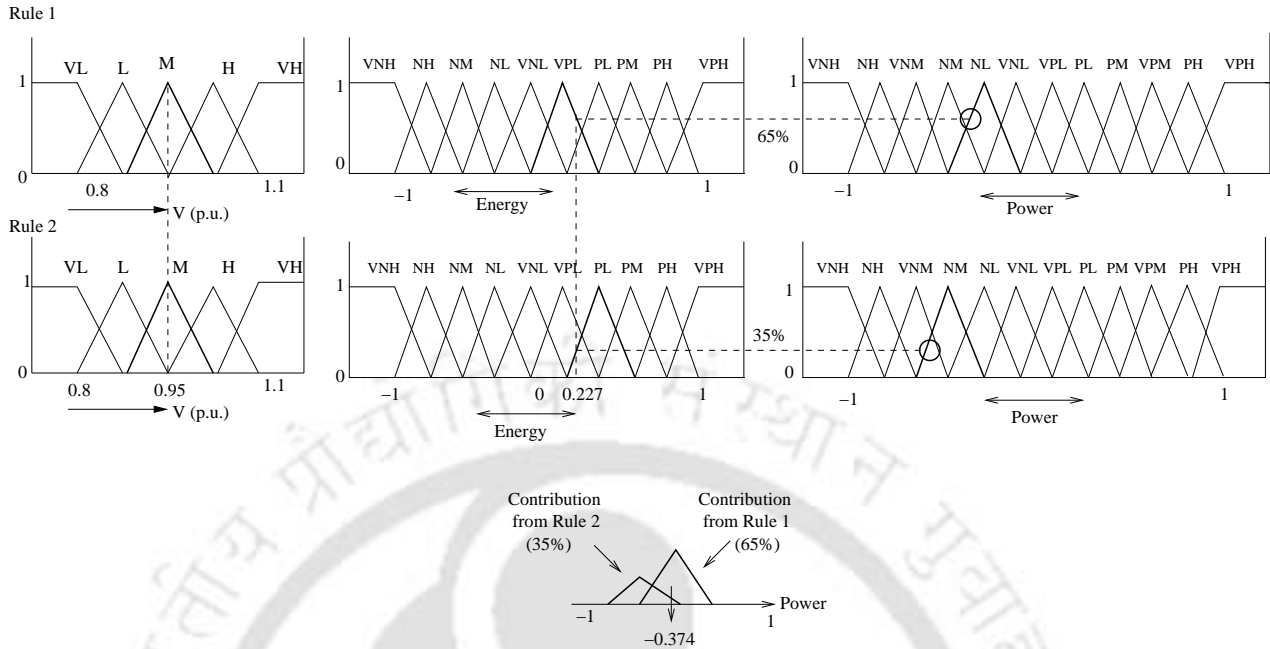 Rule 1
VL L M H VH
1
0
0.8 1.1
V (p.u.)
VNH NH NM NL VNL VPL PL PM PH VPH
1
0
−1 1
Energy
65%
VNH NH VNM NM NL VNL VPL PL PM VPM PH VPH
1
0
−1 1
Power
Rule 2
VL L M H VH
1
0
0.8 0.95 1.1
V (p.u.)
VNH NH NM NL VNL VPL PL PM PH VPH
1
0
−1 0 0.227 1
Energy
35%
VNH NH VNM NM NL VNL VPL PL PM VPM PH VPH
1
0
−1 1
Power
Contribution
from Rule 2
(35%)
Contribution
from Rule 1
(65%)
−1 1
Power
−0.374